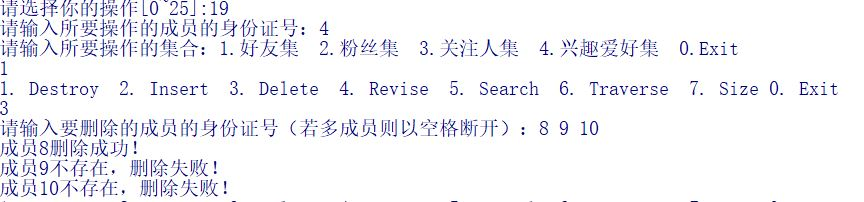 请选择你的操作[0~25]:19
请输入所要操作的成员的身份证号: 4
请输入所要操作的集合: 1.好友集  2.粉丝集  3.关注人集  4.兴趣爱好集  0.Exit
1
1. Destroy  2. Insert  3. Delete  4. Revise  5. Search  6. Traverse  7. Size 0. Exit
3
请输入要删除的成员的身份证号（若多成员则以空格断开）: 8 9 10
成员8删除成功!
成员9不存在，删除失败!
成员10不存在，删除失败!